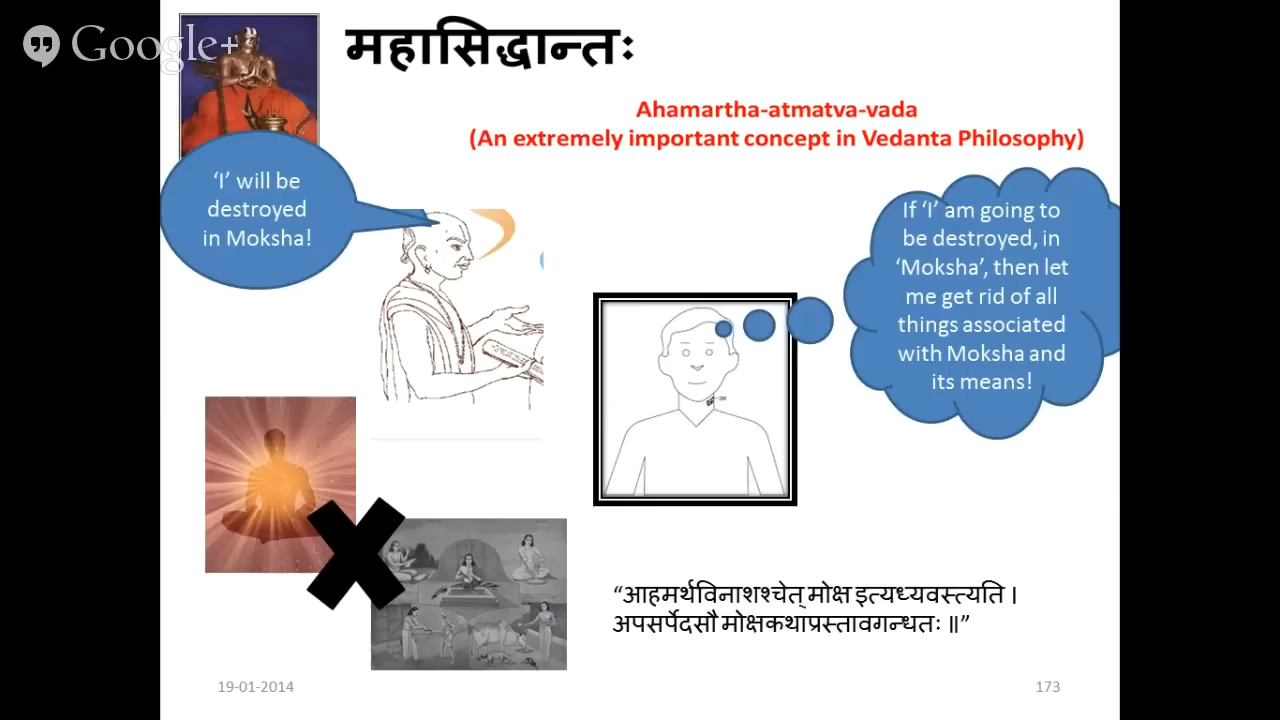 Google+
महासिद्धान्तः
Ahamartha-atmatva-vada
(An extremely important concept in Vedanta Philosophy)
‘I’ will be
destroyed
in Moksha!
If ‘I’ am going to
be destroyed, in
‘Moksha’, then let
me get rid of all
things associated
with Moksha and
its means!
“आहमर्थविनाशश्चेत् मोक्ष इत्यध्यवस्त्यति ।
अपसर्पेदसौ मोक्षकथाप्रस्तावगन्धतः ॥”
19-01-2014
173